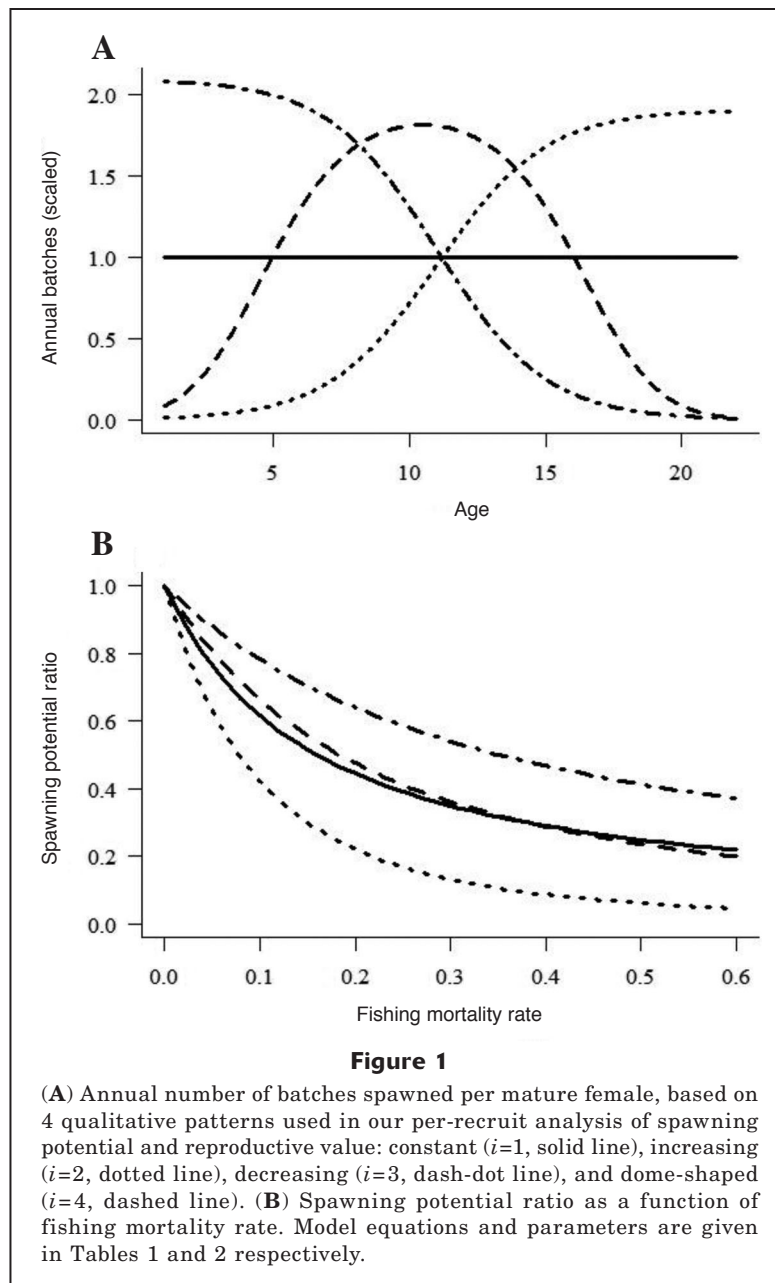 A
2.0
1.5
1.0
0.5
0.0
Annual batches (scaled)
5 10 15 20
Age
B
1.0
0.8
0.6
0.4
0.2
0.0
Spawning potential ratio
0.0 0.1 0.2 0.3 0.4 0.5 0.6
Fishing mortality rate
Figure 1
(A) Annual number of batches spawned per mature female, based on
4 qualitative patterns used in our per-recruit analysis of spawning
potential and reproductive value: constant (i=1, solid line), increasing
(i=2, dotted line), decreasing (i=3, dash-dot line), and dome-shaped
(i=4, dashed line). (B) Spawning potential ratio as a function of
fishing mortality rate. Model equations and parameters are given
in Tables 1 and 2 respectively.